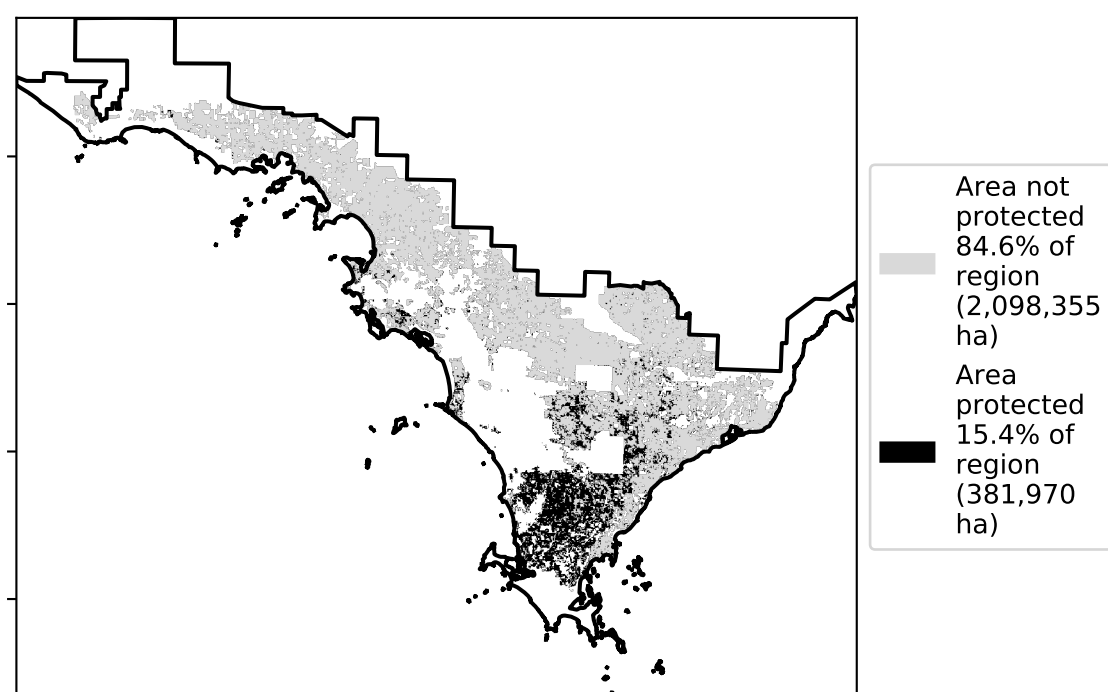 Area not
protected
84.6% of
region
(2,098,355
ha)
Area
protected
15.4% of
region
(381,970
ha)